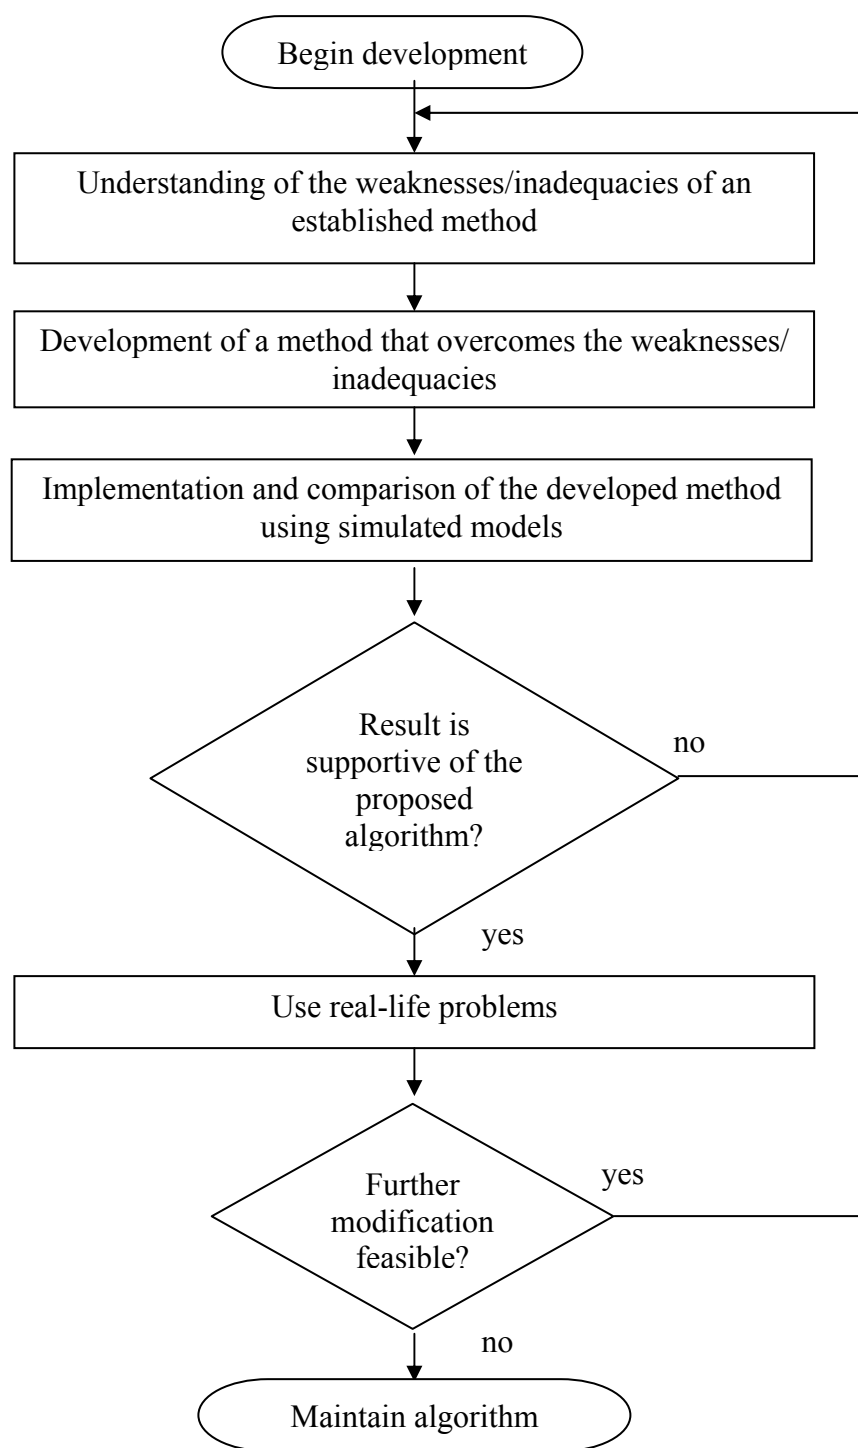 Begin development
Understanding of the weaknesses/inadequacies of an
established method
Development of a method that overcomes the weaknesses/
inadequacies
Implementation and comparison of the developed method
using simulated models
Result is
supportive of the
proposed
algorithm?
no
yes
Use real-life problems
Further
modification
feasible?
yes
no
Maintain algorithm